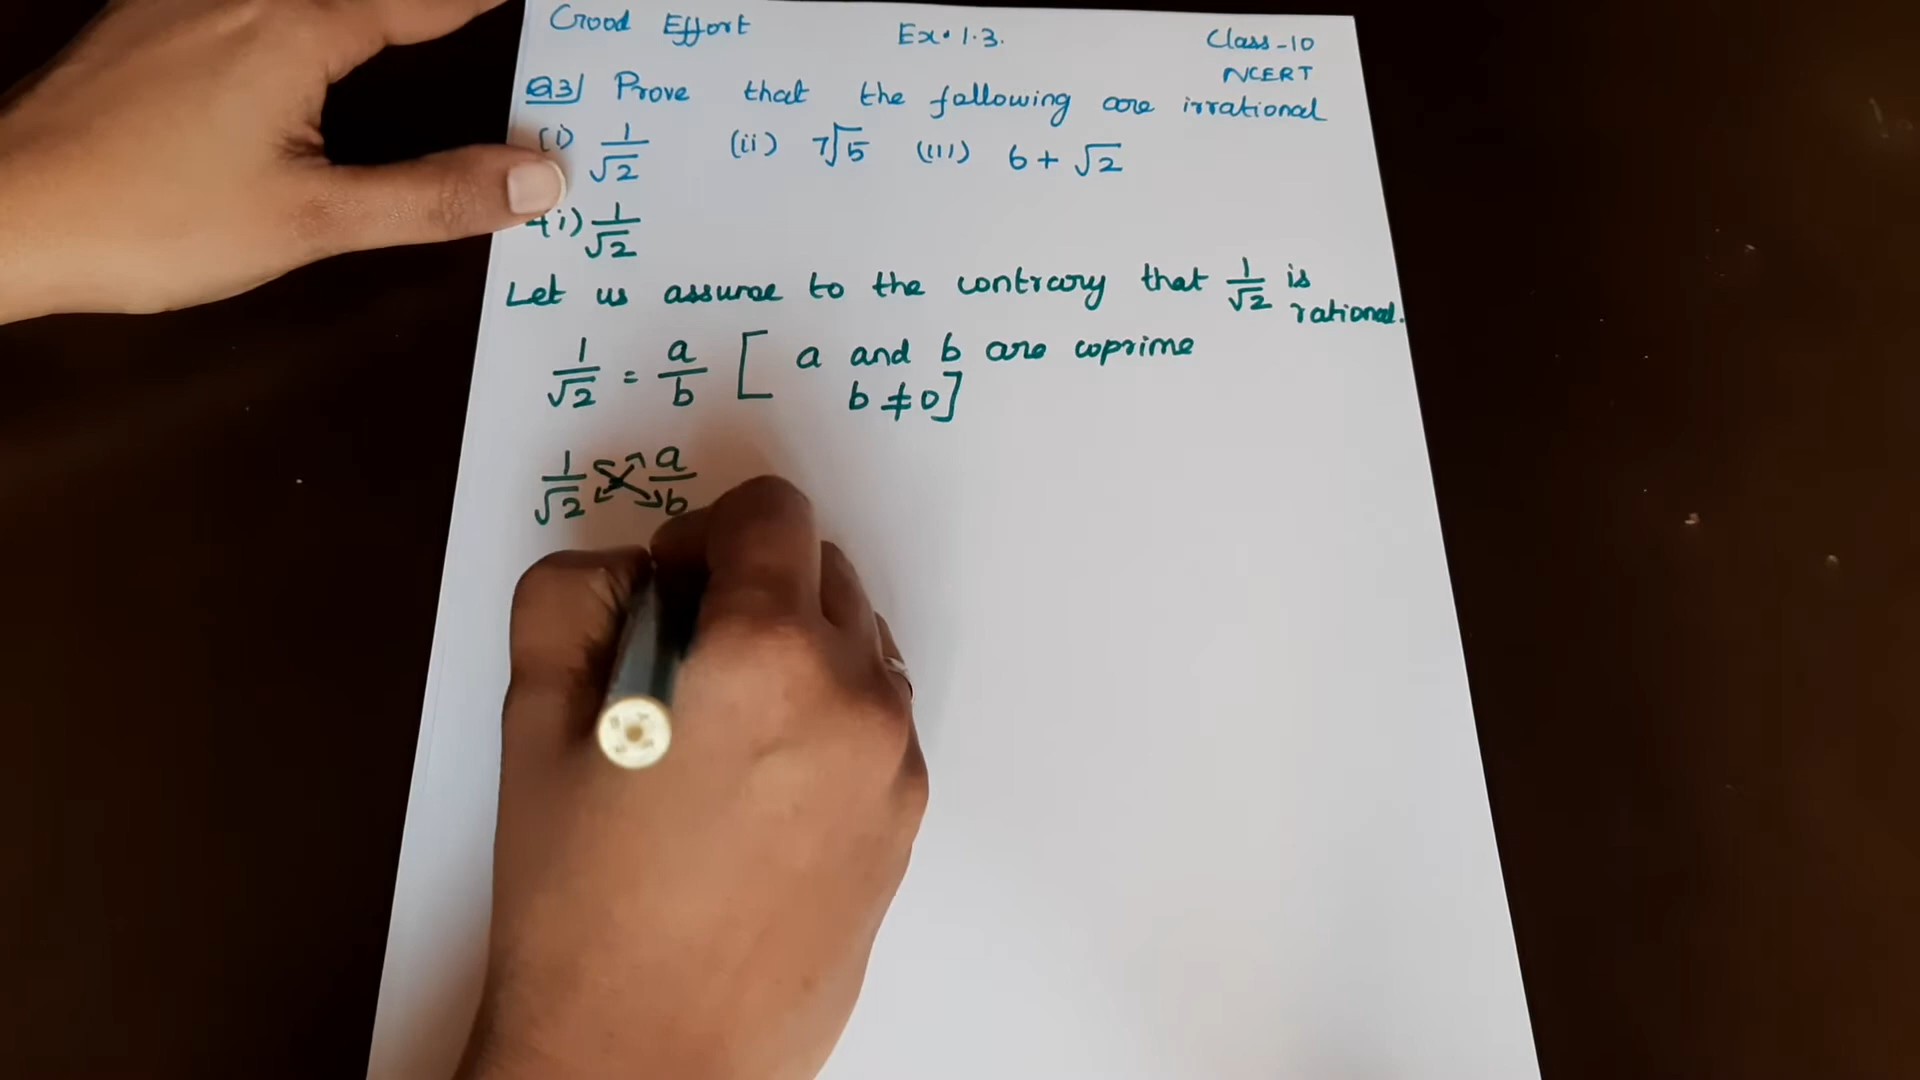 Good Effort Ex. 1.3. Class-10
NCERT
Q3) Prove that the following are irrational
(i) 1/√2 (ii) 7√5 (iii) 6 + √2
(i) 1/√2
Let us assume to the contrary that 1/√2 is
rational.
1/√2 = a/b [ a and b are coprime
b ≠ 0]
1/√2 a/b